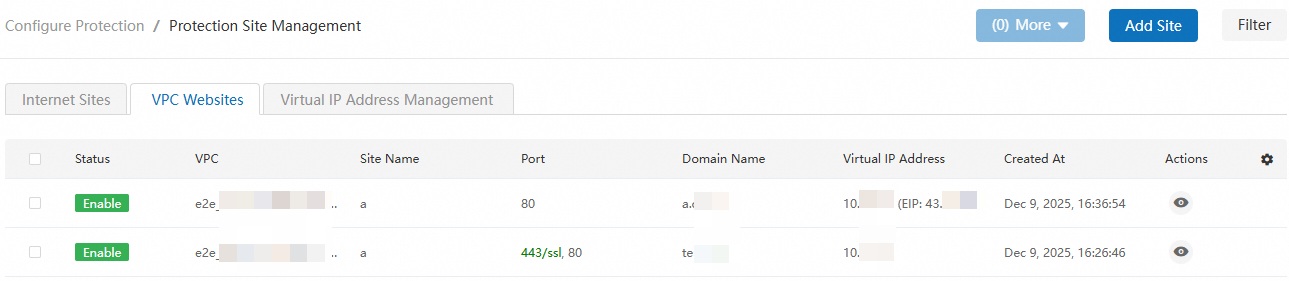 Configure Protection / Protection Site Management (0) More Add Site Filter
Internet Sites VPC Websites Virtual IP Address Management
Status VPC Site Name Port Domain Name Virtual IP Address Created At Actions
Enable e2e_ .. a 80 a. 10. (EIP: 43. Dec 9, 2025, 16:36:54
Enable e2e_ .. a 443/ssl, 80 te 10. Dec 9, 2025, 16:26:46